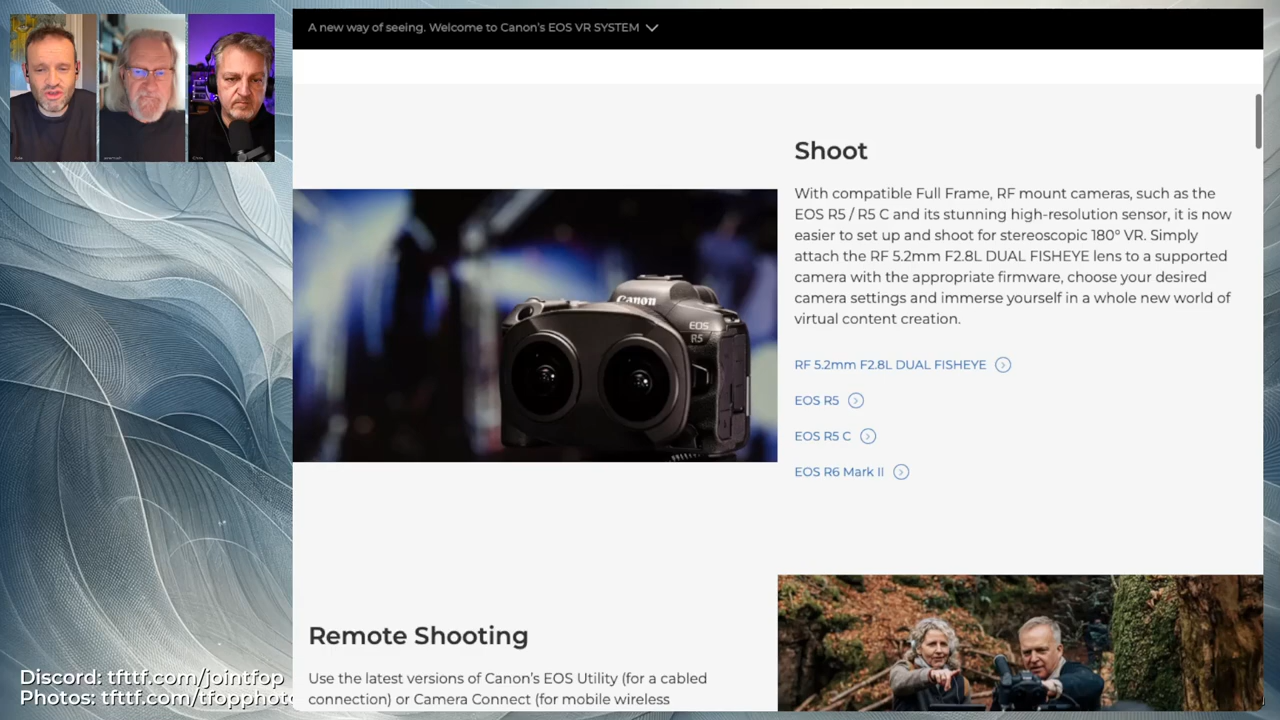 A new way of seeing. Welcome to Canon's EOS VR SYSTEM
Shoot
With compatible Full Frame, RF mount cameras, such as the
EOS R5 / R5 C and its stunning high-resolution sensor, it is now
easier to set up and shoot for stereoscopic 180° VR. Simply
attach the RF 5.2mm F2.8L DUAL FISHEYE lens to a supported
camera with the appropriate firmware, choose your desired
camera settings and immerse yourself in a whole new world of
virtual content creation.
Canon
EOS
R5
RF 5.2mm F2.8L DUAL FISHEYE
EOS R5
EOS R5 C
EOS R6 Mark II
Remote Shooting
Use the latest versions of Canon's EOS Utility (for a cabled
connection) or Camera Connect (for mobile wireless
Discord: tfttf.com/jointfop
Photos: tfttf.com/tfopphoto